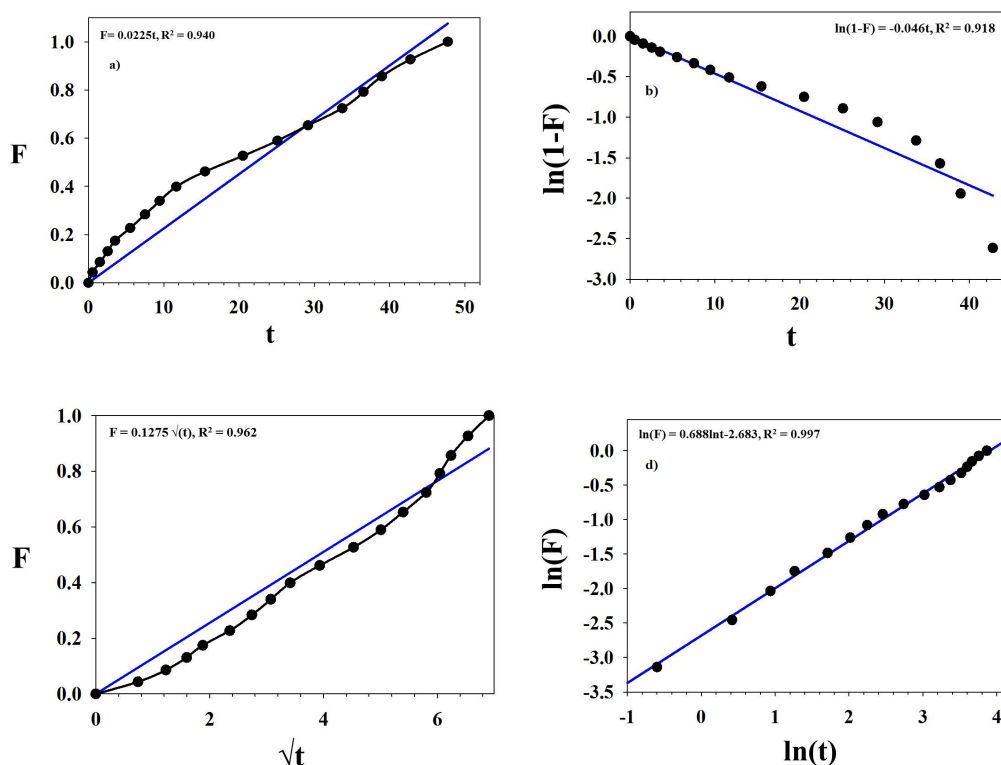 F= 0.0225t, R² = 0.940
a)
1.0
0.8
0.6
0.4
0.2
0.0
F
0 10 20 30 40 50
t
ln(1-F) = -0.046t, R² = 0.918
b)
0.0
-0.5
-1.0
-1.5
-2.0
-2.5
-3.0
ln(1-F)
0 10 20 30 40
t
F = 0.1275 √(t), R² = 0.962
1.0
0.8
0.6
0.4
0.2
0.0
F
0 2 4 6
√t
ln(F) = 0.688lnt-2.683, R² = 0.997
d)
0.0
-0.5
-1.0
-1.5
-2.0
-2.5
-3.0
-3.5
ln(F)
-1 0 1 2 3 4
ln(t)